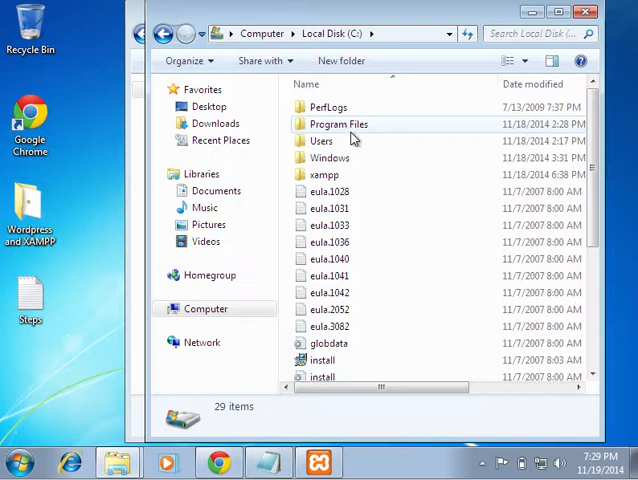 Recycle Bin
Google
Chrome
Wordpress
and XAMPP
Steps
Computer
Local Disk (C:)
Search Local Disk (C:)
Organize
Share with
New folder
Favorites
Desktop
Downloads
Recent Places
Libraries
Documents
Music
Pictures
Videos
Homegroup
Computer
Network
Name Date modified
PerfLogs 7/13/2009 7:37 PM
Program Files 11/18/2014 2:28 PM
Users 11/18/2014 2:17 PM
Windows 11/18/2014 3:31 PM
xampp 11/18/2014 6:38 PM
eula.1028 11/7/2007 8:00 AM
eula.1031 11/7/2007 8:00 AM
eula.1033 11/7/2007 8:00 AM
eula.1036 11/7/2007 8:00 AM
eula.1040 11/7/2007 8:00 AM
eula.1041 11/7/2007 8:00 AM
eula.1042 11/7/2007 8:00 AM
eula.2052 11/7/2007 8:00 AM
eula.3082 11/7/2007 8:00 AM
globdata 11/7/2007 8:00 AM
install 11/7/2007 8:03 AM
install 11/7/2007 8:00 AM
29 items
7:29 PM
11/19/2014